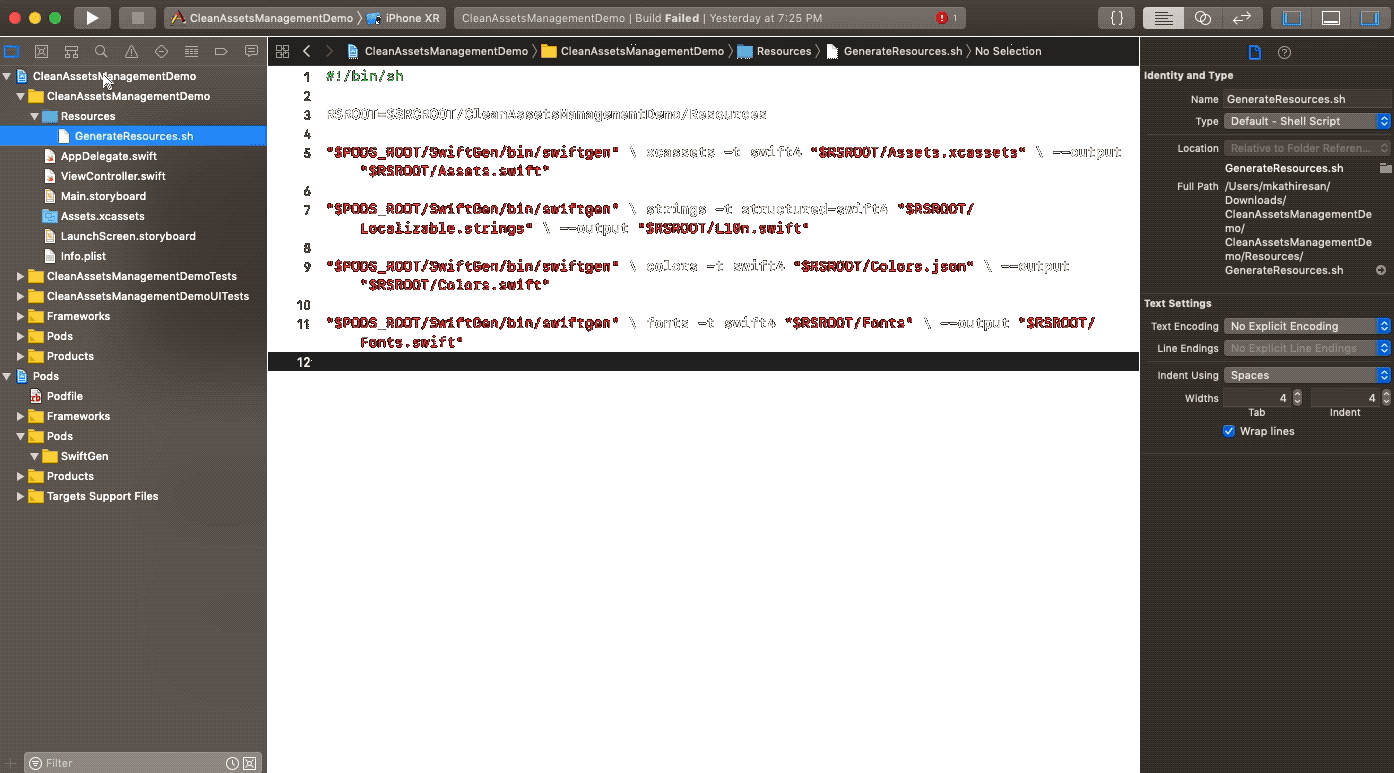 CleanAssetsManagementDemo 〉 iPhone XR
CleanAssetsManagementDemo | Build Failed | Yesterday at 7:25 PM
1
{}
CleanAssetsManagementDemo 〉 CleanAssetsManagementDemo 〉 Resources 〉 GenerateResources.sh 〉 No Selection
CleanAssetsManagementDemo
CleanAssetsManagementDemo
Resources
GenerateResources.sh
AppDelegate.swift
ViewController.swift
Main.storyboard
Assets.xcassets
LaunchScreen.storyboard
Info.plist
CleanAssetsManagementDemoTests
CleanAssetsManagementDemoUITests
Frameworks
Pods
Products
Pods
Podfile
Frameworks
Pods
SwiftGen
Products
Targets Support Files
Filter
1 #!/bin/sh
2
3 RSROOT=$SRCROOT/CleanAssetsManagementDemo/Resources
4
5 "$PODS_ROOT/SwiftGen/bin/swiftgen" \ xcassets -t swift4 "$RSROOT/Assets.xcassets" \ --output
"$RSROOT/Assets.swift"
6
7 "$PODS_ROOT/SwiftGen/bin/swiftgen" \ strings -t structured-swift4 "$RSROOT/
Localizable.strings" \ --output "$RSROOT/L10n.swift"
8
9 "$PODS_ROOT/SwiftGen/bin/swiftgen" \ colors -t swift4 "$RSROOT/Colors.json" \ --output
"$RSROOT/Colors.swift"
10
11 "$PODS_ROOT/SwiftGen/bin/swiftgen" \ fonts -t swift4 "$RSROOT/Fonts" \ --output "$RSROOT/
Fonts.swift"
12
Identity and Type
Name GenerateResources.sh
Type Default - Shell Script
Location Relative to Folder Referen...
GenerateResources.sh
Full Path /Users/mkathiresan/
Downloads/
CleanAssetsManagementDe
mo/
CleanAssetsManagementDe
mo/Resources/
GenerateResources.sh
Text Settings
Text Encoding No Explicit Encoding
Line Endings No Explicit Line Endings
Indent Using Spaces
Widths 4 4
Tab Indent
Wrap lines